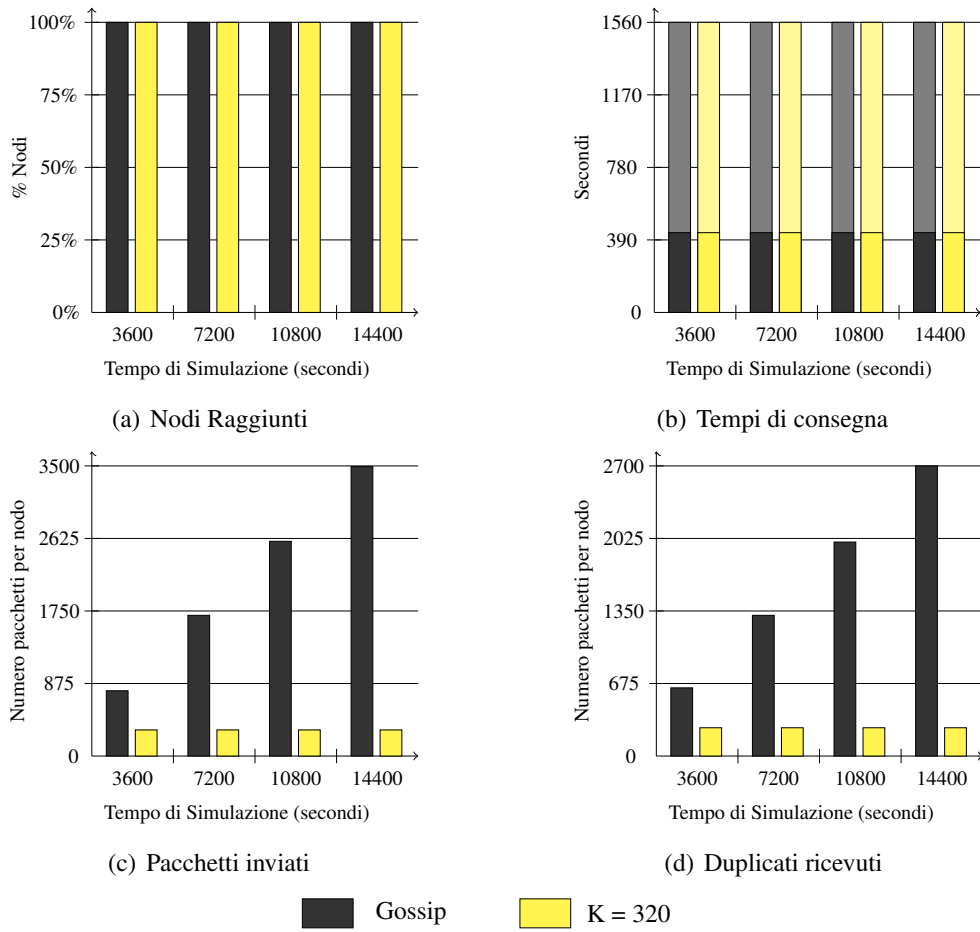 100%
75%
50%
25%
0%
% Nodi
3600 7200 10800 14400
Tempo di Simulazione (secondi)
(a) Nodi Raggiunti
1560
1170
780
390
0
Secondi
3600 7200 10800 14400
Tempo di Simulazione (secondi)
(b) Tempi di consegna
3500
2625
1750
875
0
Numero pacchetti per nodo
3600 7200 10800 14400
Tempo di Simulazione (secondi)
(c) Pacchetti inviati
2700
2025
1350
675
0
Numero pacchetti per nodo
3600 7200 10800 14400
Tempo di Simulazione (secondi)
(d) Duplicati ricevuti
Gossip
K = 320